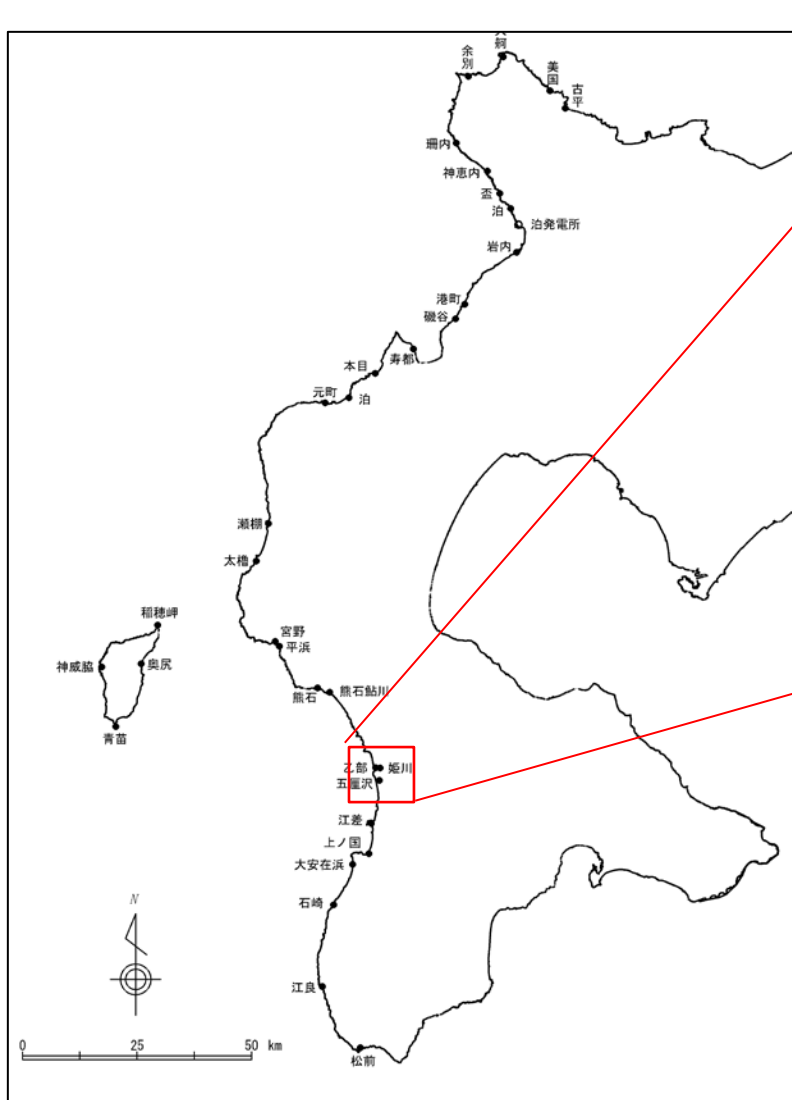 余別
舸
美国
古平
珊内
神恵内
盃
泊
泊発電所
岩内
港町
磯谷
寿都
本目
元町
泊
瀬棚
太櫓
稲穂岬
宮野
平浜
神威脇
奥尻
熊石
熊石鮎川
青苗
乙部
姫川
五厘沢
江差
上ノ国
大安在浜
石崎
N
江良
0 25 50 km
松前